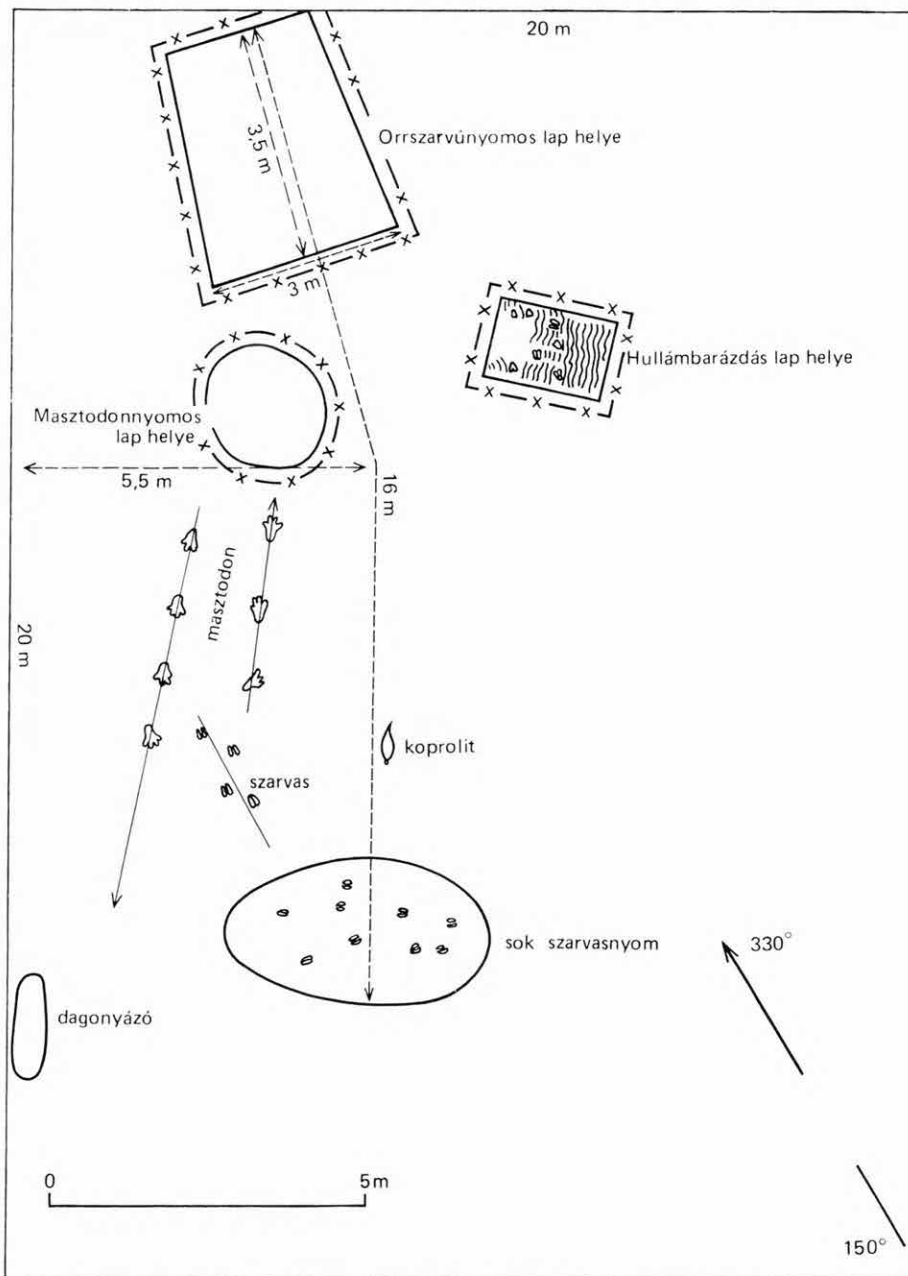 20 m
3,5 m
Orrszarvúnyomos lap helye
3 m
Hullámbarázdás lap helye
Masztodonnyomos
lap helye
5,5 m
16 m
masztodon
20 m
koprolit
szarvas
sok szarvasnyom
330°
dagonyázó
0
5m
150°